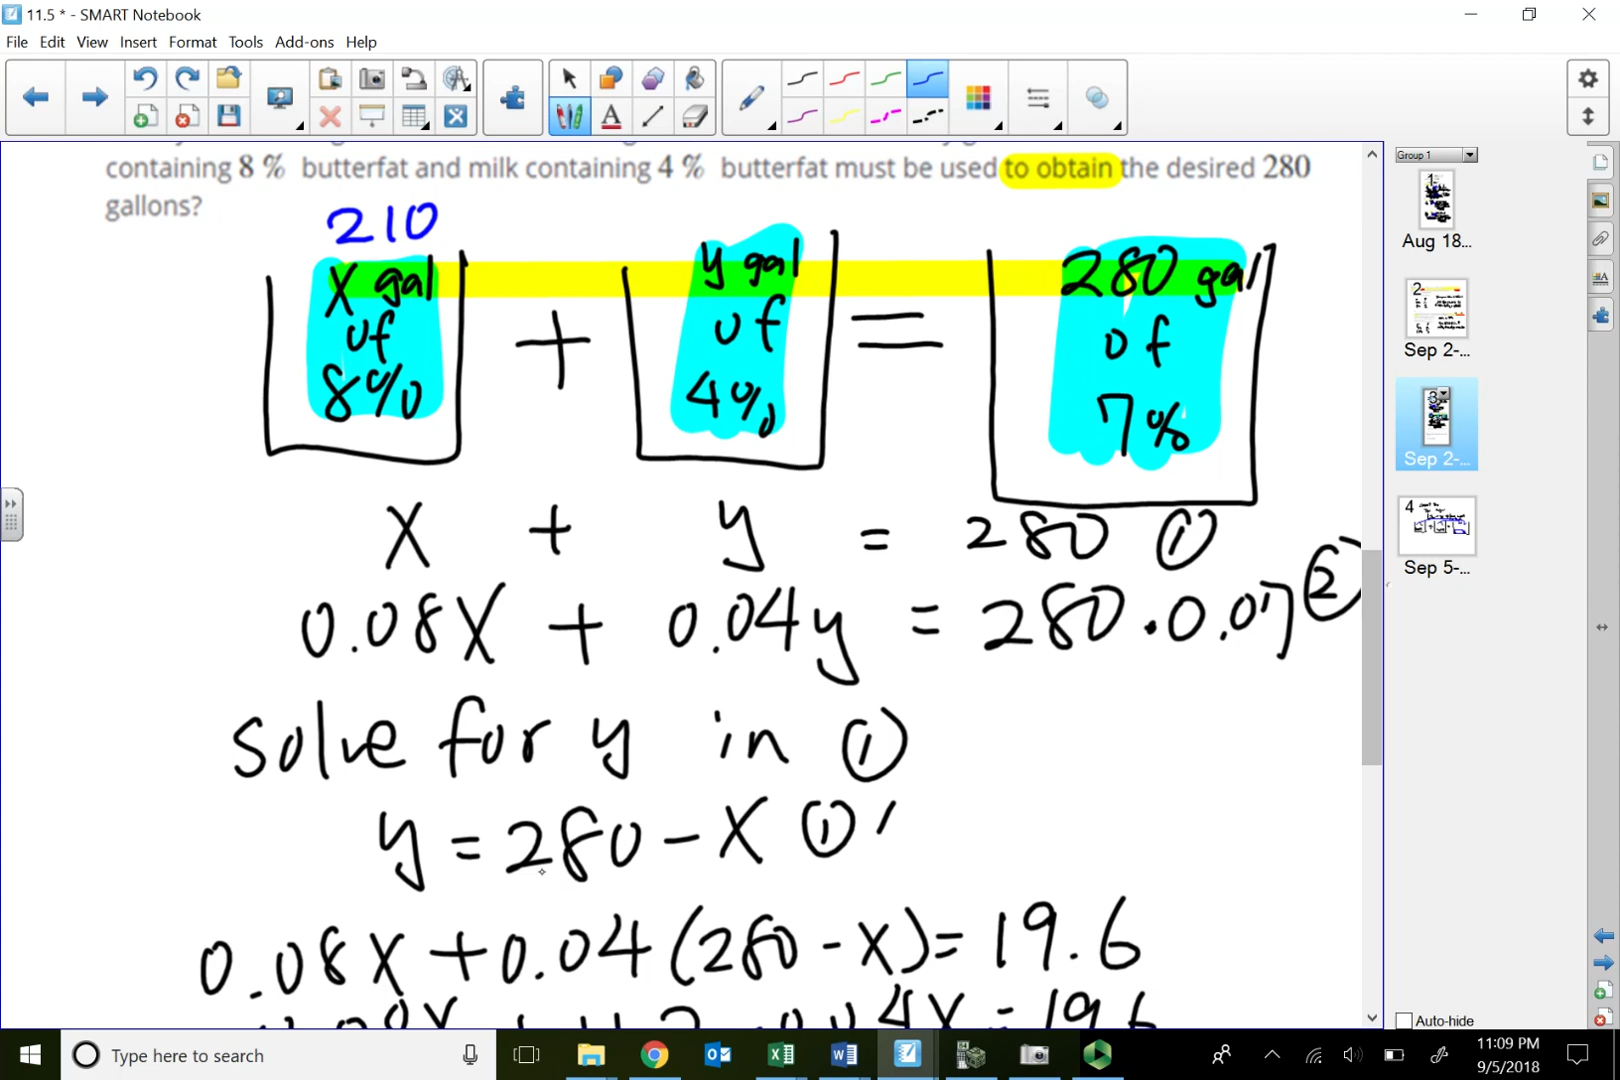 11.5 * - SMART Notebook
File Edit View Insert Format Tools Add-ons Help
containing 8 % butterfat and milk containing 4 % butterfat must be used to obtain the desired 280
gallons?
210
x gal of 8% + y gal of 4% = 280 gal of 7%
x + y = 280 ①
0.08x + 0.04y = 280 · 0.07 ②
solve for y in ①
y = 280 - x ①'
0.08x + 0.04(280 - x) = 19.6
Group 1
1
Aug 18...
2
Sep 2-...
3
Sep 2-...
4
Sep 5-...
Auto-hide
Type here to search
11:09 PM
9/5/2018